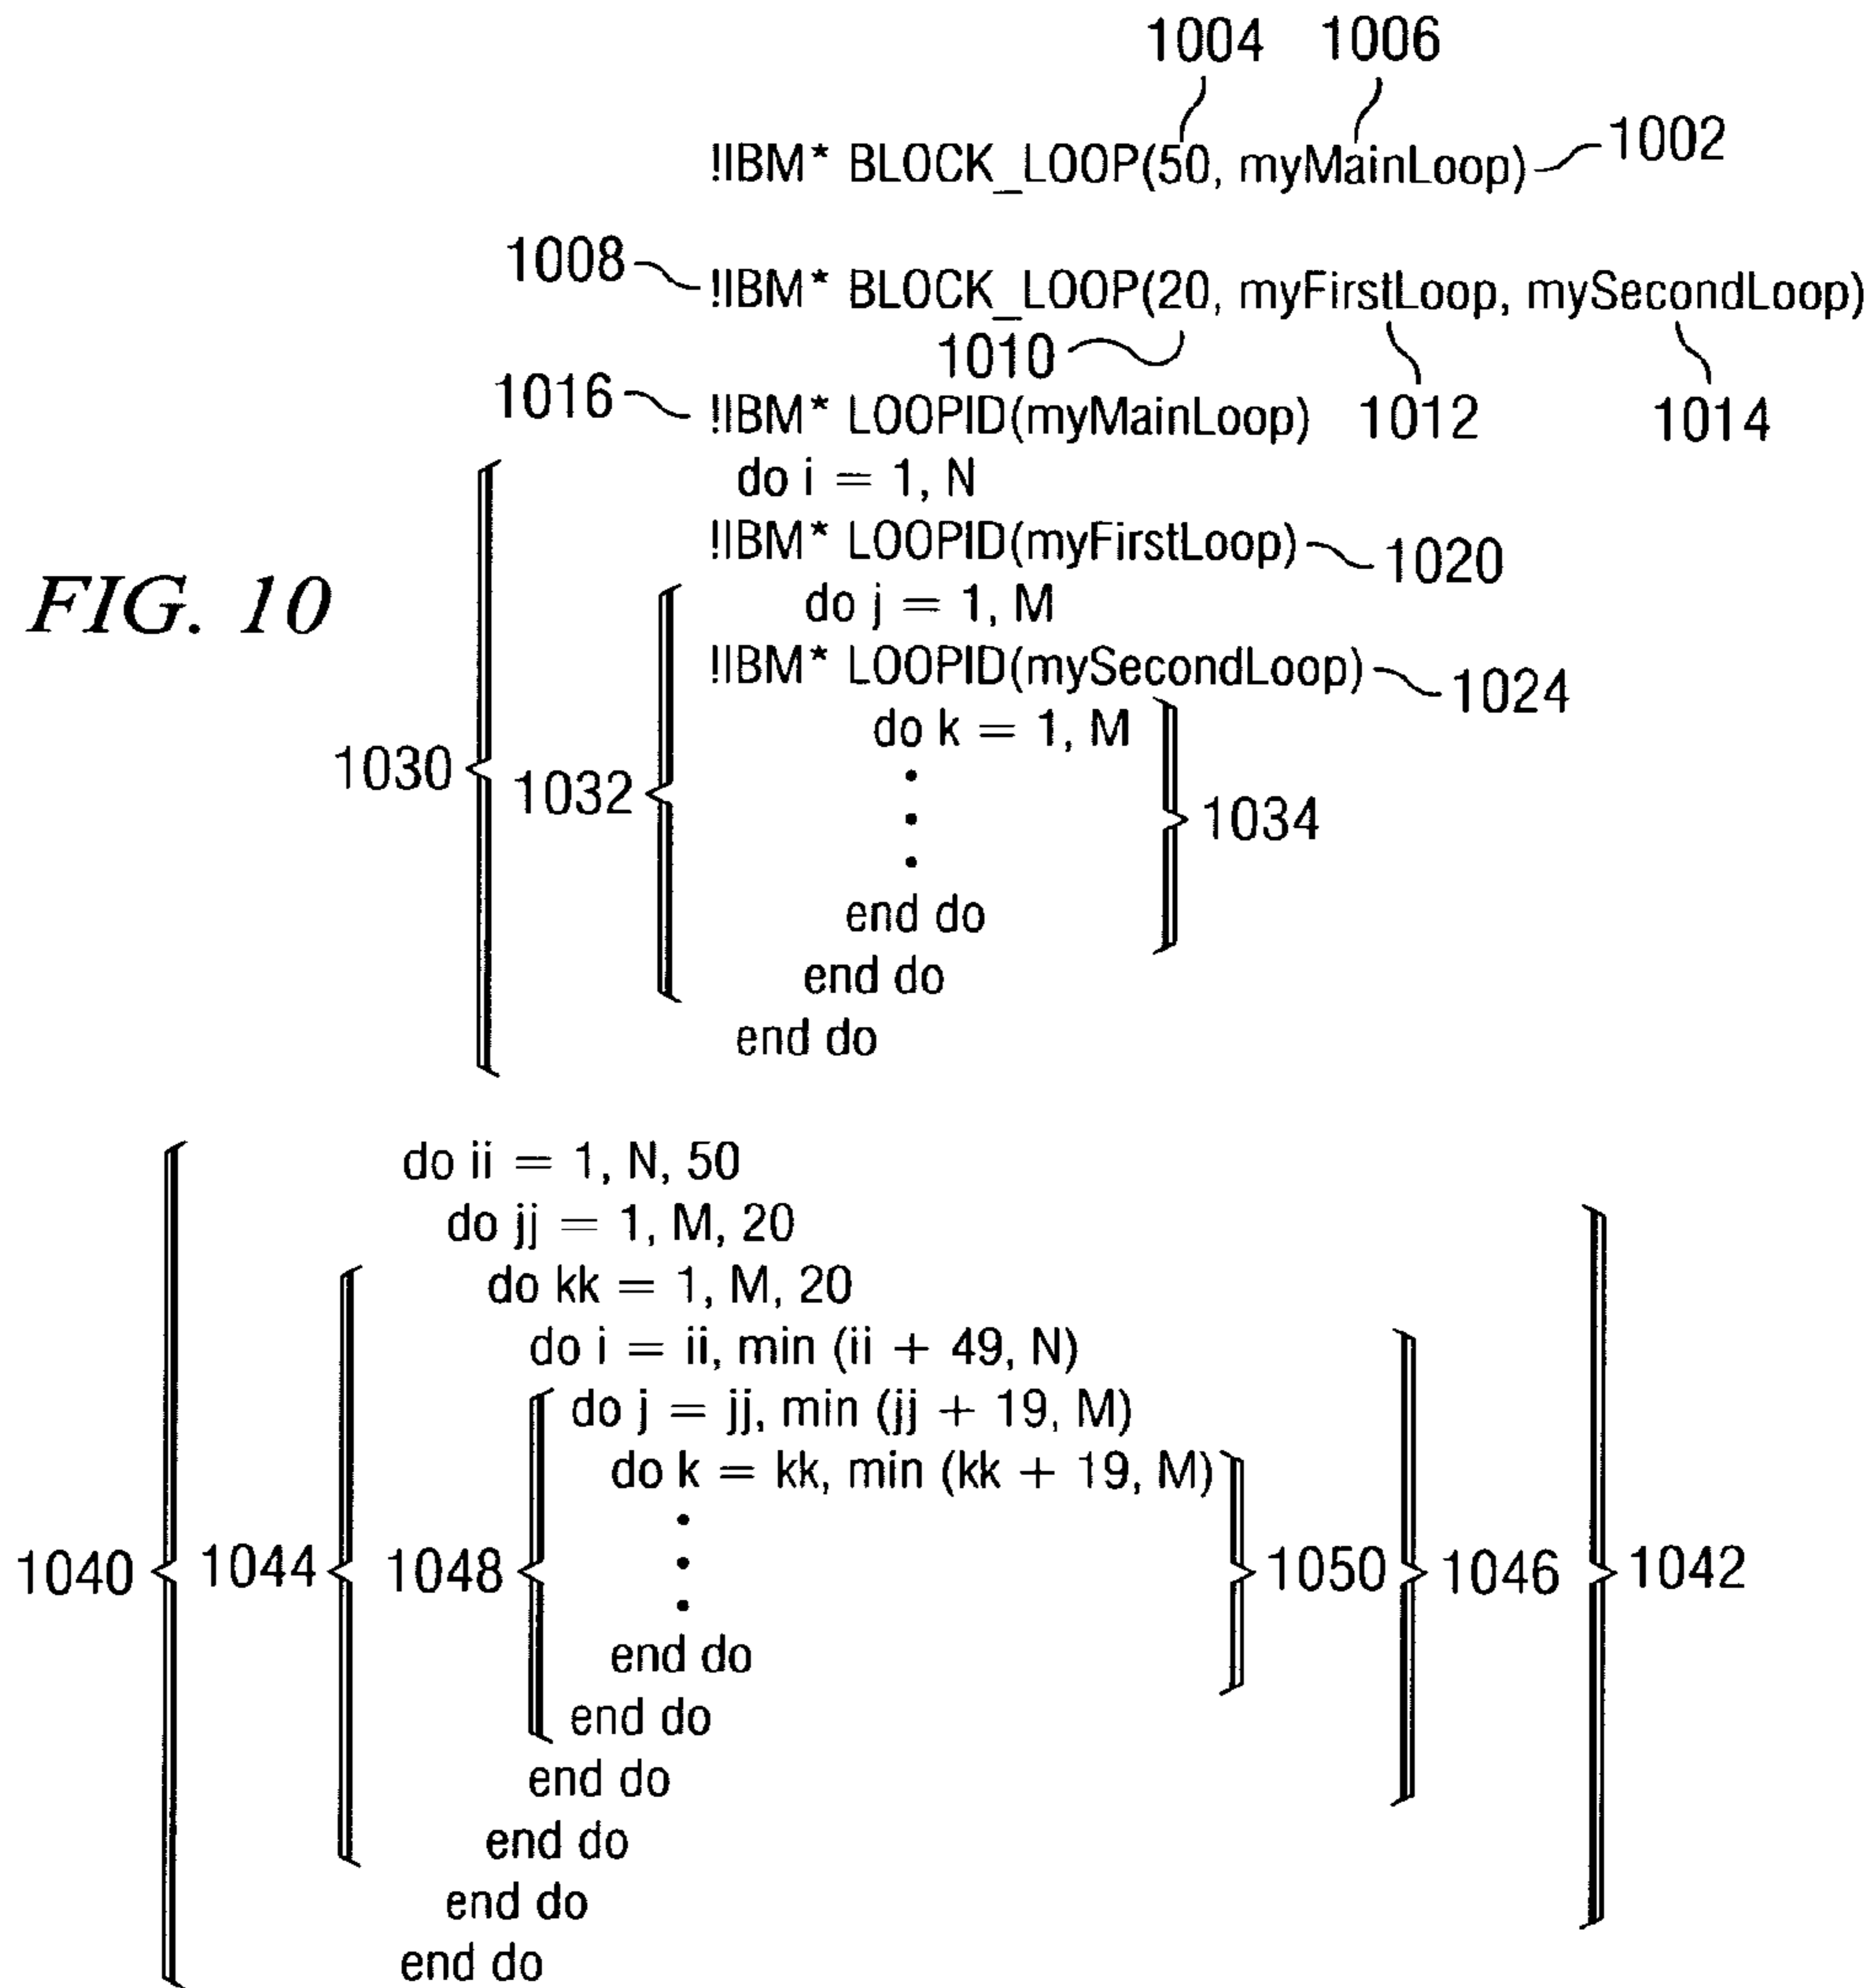 1004 1006
!IBM* BLOCK_LOOP(50, myMainLoop) 1002
1008 !IBM* BLOCK_LOOP(20, myFirstLoop, mySecondLoop)
1010
1016 !IBM* LOOPID(myMainLoop) 1012 1014
do i = 1, N
!IBM* LOOPID(myFirstLoop) 1020
FIG. 10
do j = 1, M
!IBM* LOOPID(mySecondLoop) 1024
do k = 1, M
1030 1032 1034
end do
end do
end do
do ii = 1, N, 50
do jj = 1, M, 20
do kk = 1, M, 20
do i = ii, min (ii + 49, N)
do j = jj, min (jj + 19, M)
do k = kk, min (kk + 19, M)
1040 1044 1048 1050 1046 1042
end do
end do
end do
end do
end do
end do